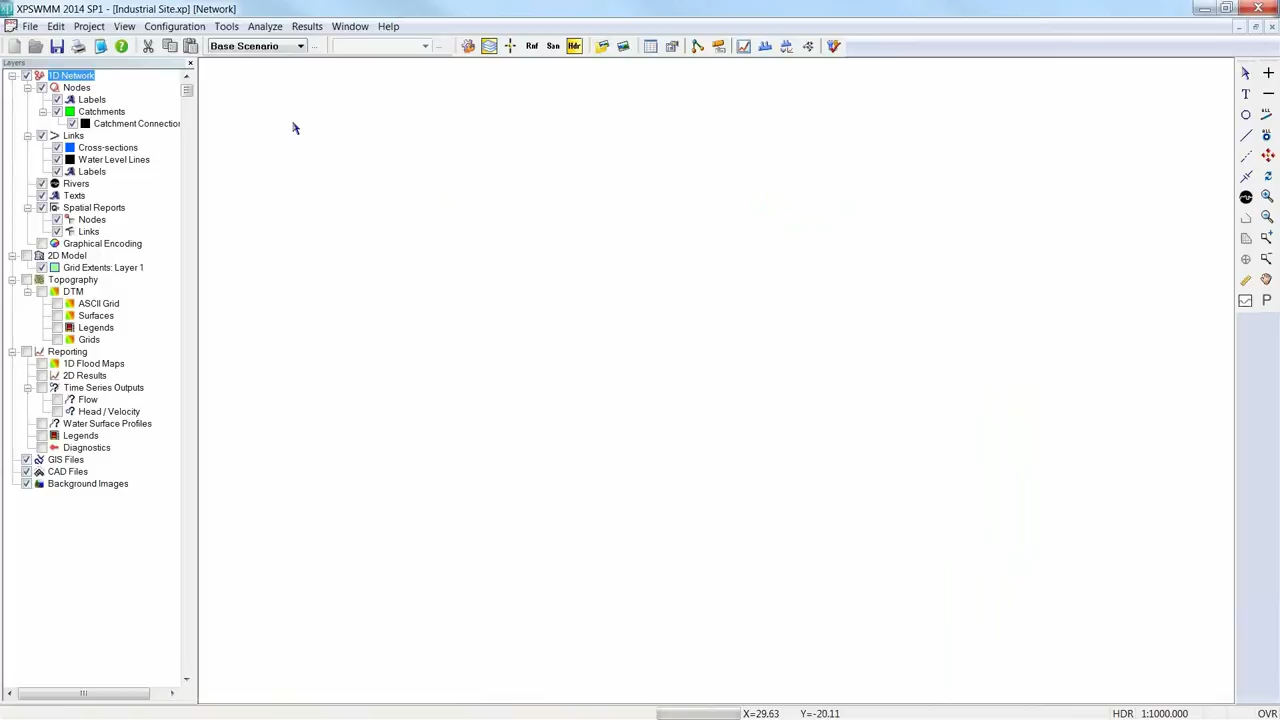 XPSWMM 2014 SP1 - [Industrial Site.xp] [Network]
File Edit Project View Configuration Tools Analyze Results Window Help
Base Scenario ... ... Rnf San Hdr
Layers
1D Network
Nodes
Labels
Catchments
Catchment Connection
Links
Cross-sections
Water Level Lines
Labels
Rivers
Texts
Spatial Reports
Nodes
Links
Graphical Encoding
2D Model
Grid Extents: Layer 1
Topography
DTM
ASCII Grid
Surfaces
Legends
Grids
Reporting
1D Flood Maps
2D Results
Time Series Outputs
Flow
Head / Velocity
Water Surface Profiles
Legends
Diagnostics
GIS Files
CAD Files
Background Images
T
P
X=29.63 Y=-20.11 HDR 1:1000.000 OVR